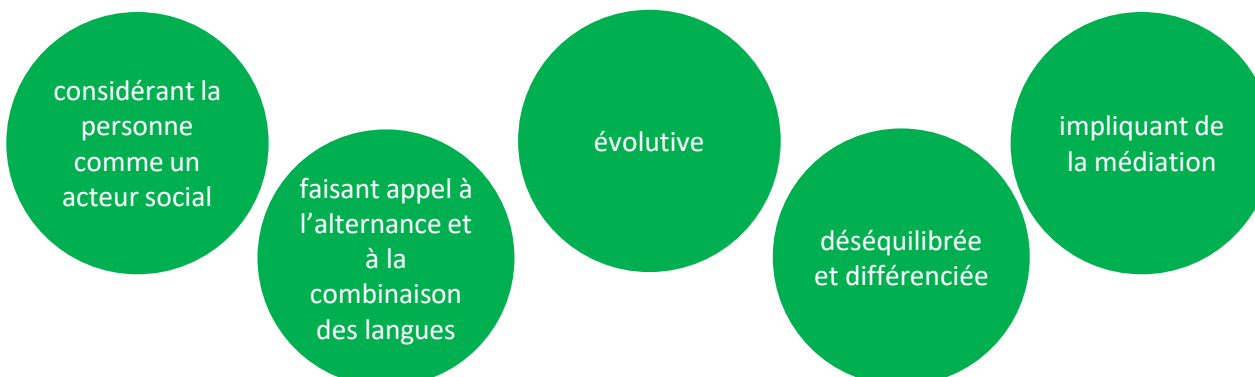 considérant la
personne
comme un
acteur social
faisant appel à
l’alternance et
à la
combinaison
des langues
évolutive
déséquilibrée
et différenciée
impliquant de
la médiation